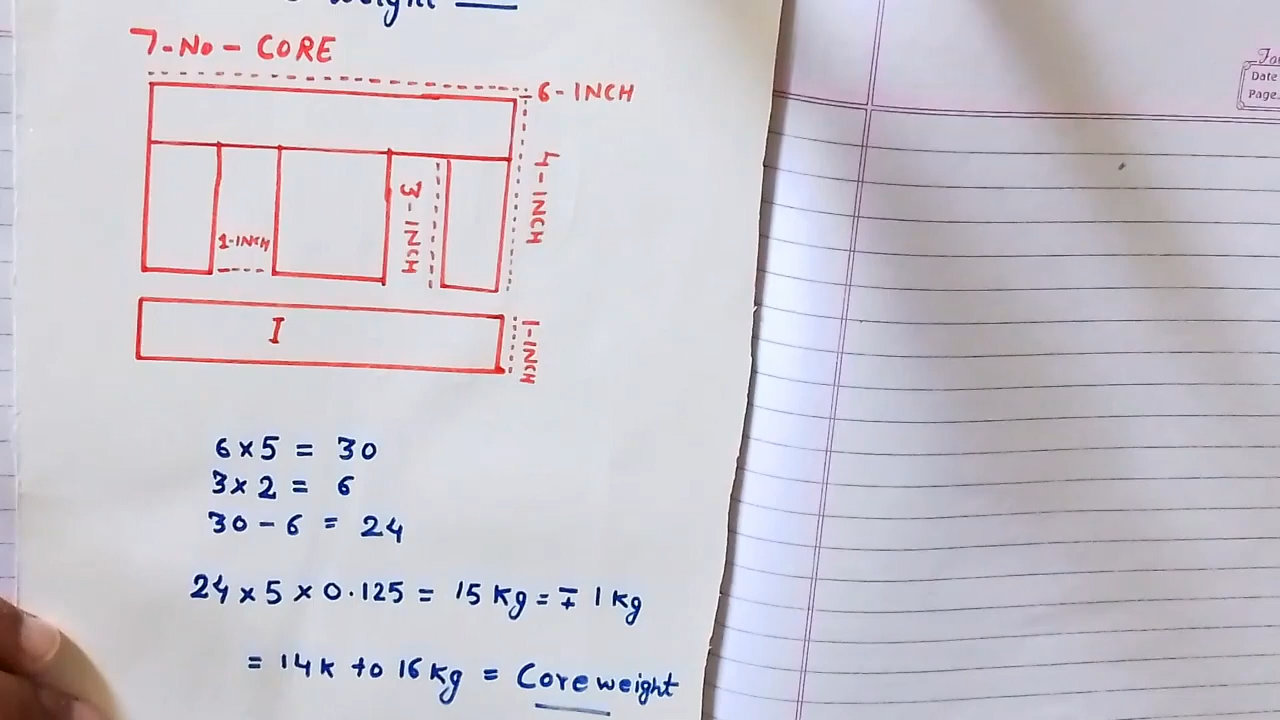 weight
7-NO-CORE
6-INCH
4-INCH
3-INCH
1-INCH
I
1-INCH
6 x 5 = 30
3 x 2 = 6
30 - 6 = 24
24 x 5 x 0.125 = 15 Kg = ∓ 1 Kg
= 14K to 16 Kg = Core weight
Date
Page.